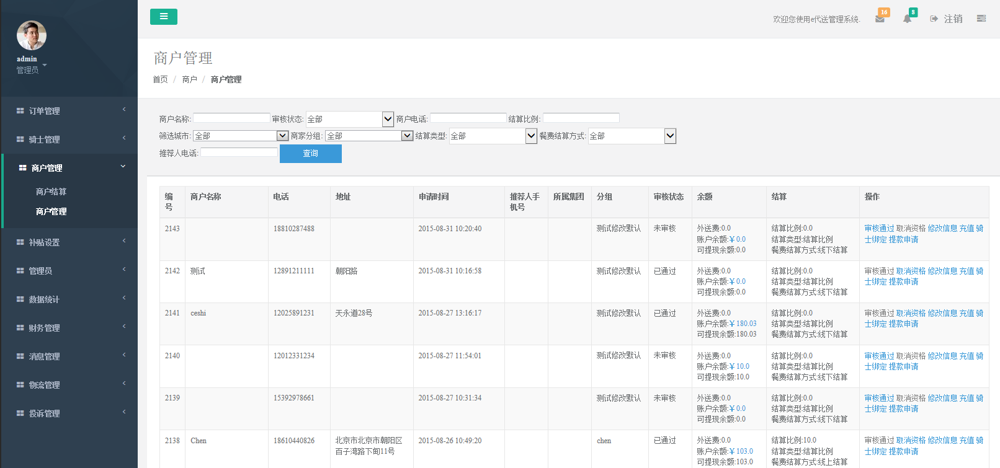 admin
管理员
订单管理
骑士管理
商户管理
商户结算
商户管理
补贴设置
管理员
数据统计
财务管理
消息管理
物流管理
投诉管理
欢迎您使用e代送管理系统. 16 8 注销
商户管理
首页 / 商户 / 商户管理
商户名称: 审核状态: 全部 商户电话: 结算比例:
筛选城市: 全部 商家分组: 全部 结算类型: 全部 餐费结算方式: 全部
推荐人电话: 查询
编号 商户名称 电话 地址 申请时间 推荐人手机号 所属集团 分组 审核状态 余额 结算 操作
2143 18810287488 2015-08-31 10:20:40 测试修改默认 未审核 外送费:0.0 结算比例:0.0 审核通过 取消资格 修改信息 充值 骑
账户余额:￥0.0 结算类型:结算比例 士绑定 提款申请
可提现余额:0.0 餐费结算方式:线下结算
2142 测试 12891211111 朝阳路 2015-08-31 10:16:58 测试修改默认 已通过 外送费:0.0 结算比例:0.0 审核通过 取消资格 修改信息 充值 骑
账户余额:￥0.0 结算类型:结算比例 士绑定 提款申请
可提现余额:0.0 餐费结算方式:线下结算
2141 ceshi 12025891231 天永道28号 2015-08-27 13:16:17 测试修改默认 已通过 外送费:0.0 结算比例:0.0 审核通过 取消资格 修改信息 充值 骑
账户余额:￥180.03 结算类型:结算比例 士绑定 提款申请
可提现余额:180.03 餐费结算方式:线下结算
2140 12012331234 2015-08-27 11:54:01 测试修改默认 未审核 外送费:0.0 结算比例:0.0 审核通过 取消资格 修改信息 充值 骑
账户余额:￥10.0 结算类型:结算比例 士绑定 提款申请
可提现余额:10.0 餐费结算方式:线下结算
2139 15392978661 2015-08-27 10:31:34 测试修改默认 未审核 外送费:0.0 结算比例:0.0 审核通过 取消资格 修改信息 充值 骑
账户余额:￥0.0 结算类型:结算比例 士绑定 提款申请
可提现余额:0.0 餐费结算方式:线下结算
2138 Chen 18610440826 北京市北京市朝阳区 2015-08-26 10:49:20 chen 已通过 外送费:0.0 结算比例:10.0 审核通过 取消资格 修改信息 充值 骑
百子湾路下甸11号 账户余额:￥103.0 结算类型:结算比例 士绑定 提款申请
可提现余额:103.0 餐费结算方式:线上结算